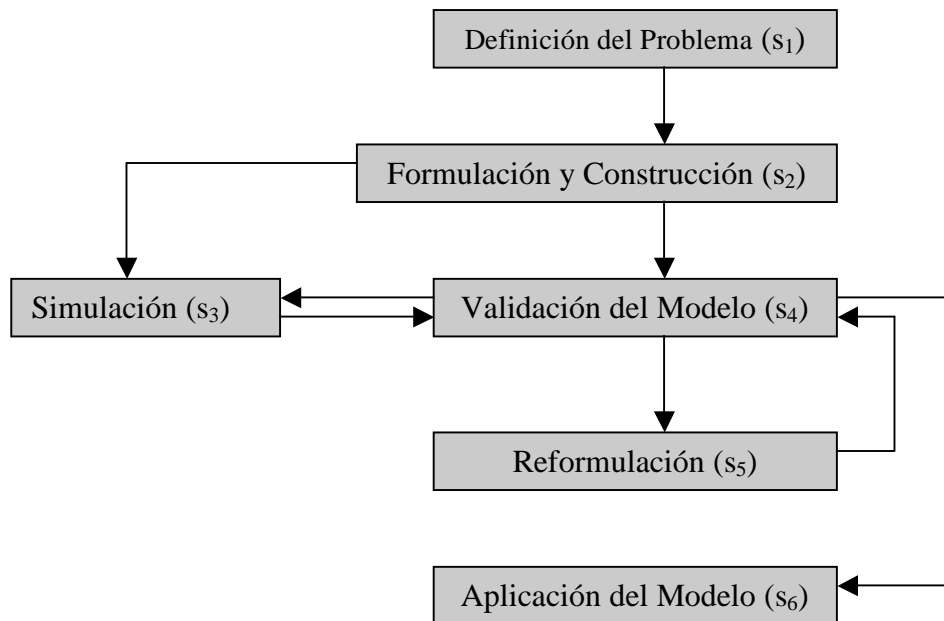 Definición del Problema (s₁)
Formulación y Construcción (s₂)
Simulación (s₃)
Validación del Modelo (s₄)
Reformulación (s₅)
Aplicación del Modelo (s₆)